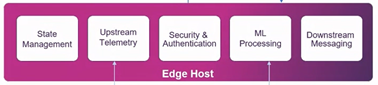 State
Management
Upstream
Telemetry
Security &
Authentication
ML
Processing
Downstream
Messaging
Edge Host